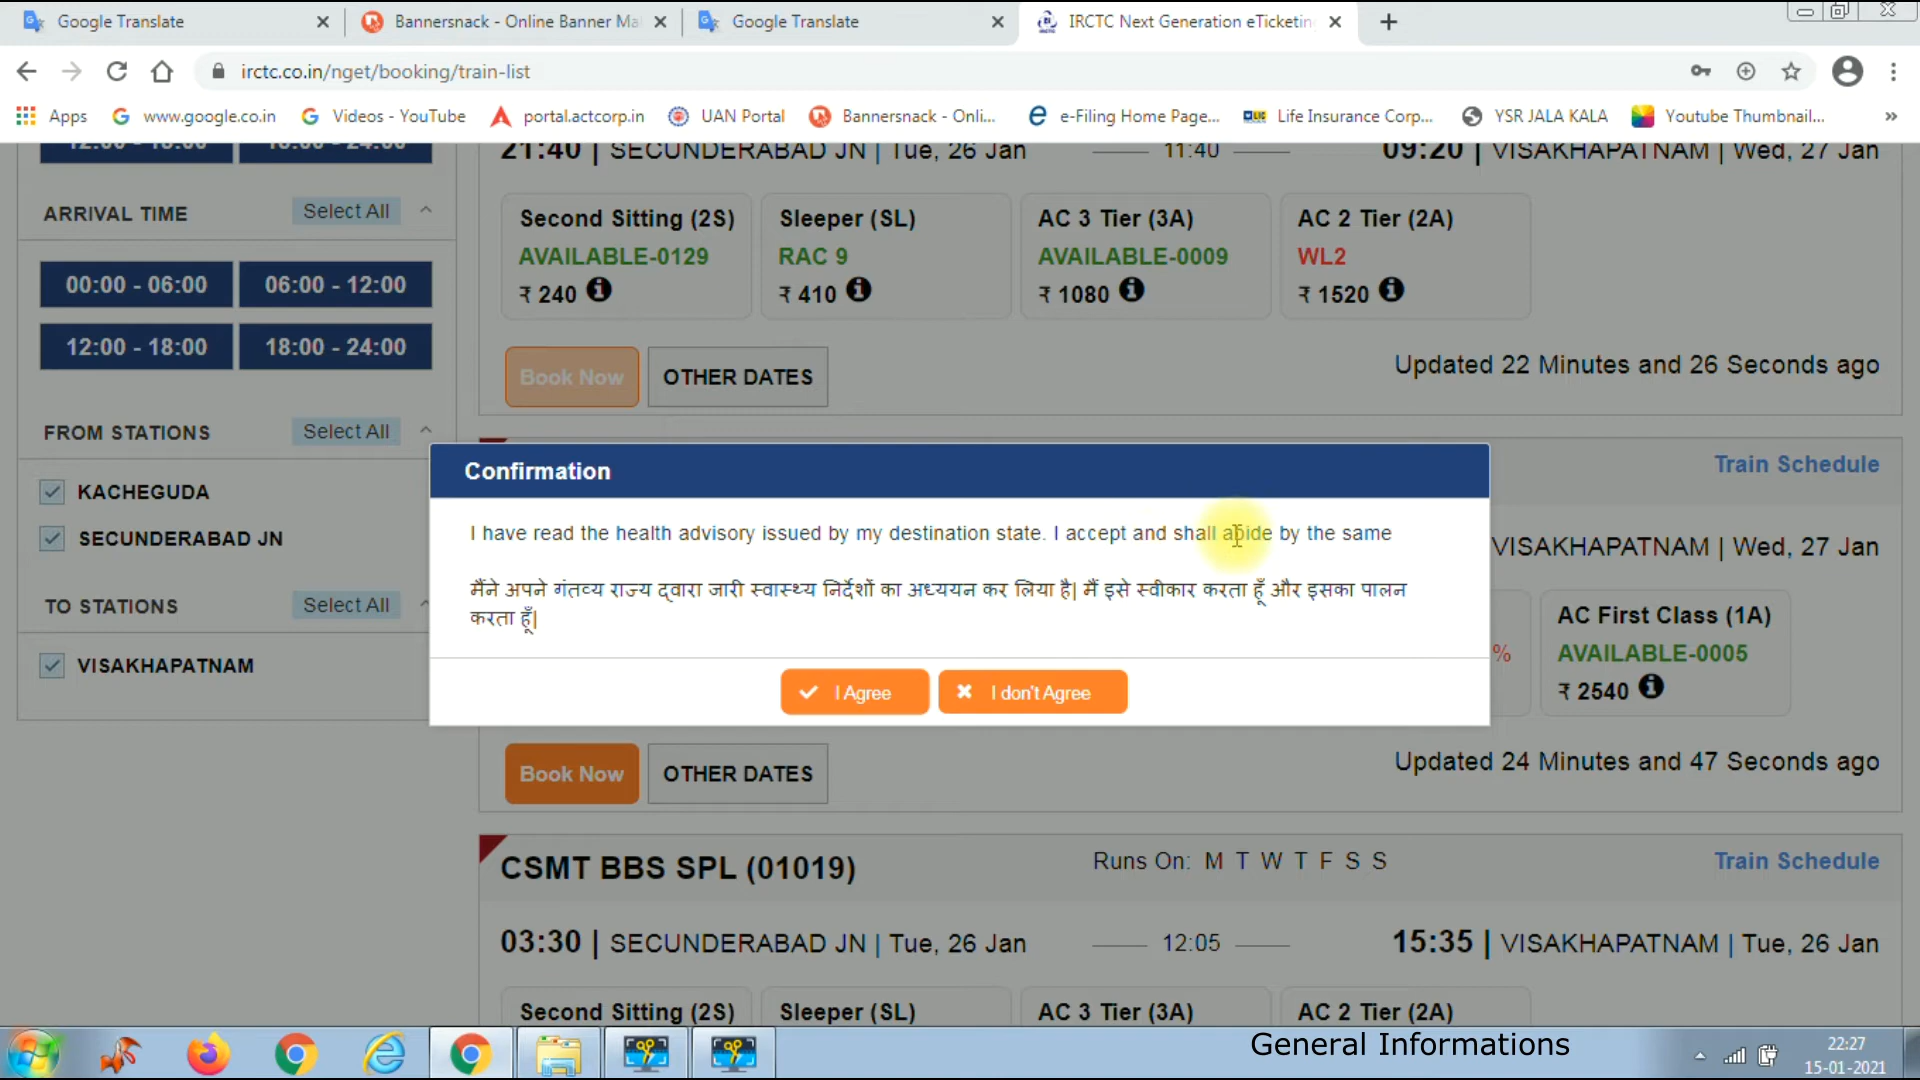 Google Translate
Bannersnack - Online Banner Ma
Google Translate
IRCTC Next Generation eTicketin
irctc.co.in/nget/booking/train-list
Apps
www.google.co.in
Videos - YouTube
portal.actcorp.in
UAN Portal
Bannersnack - Onli...
e-Filing Home Page...
Life Insurance Corp...
YSR JALA KALA
Youtube Thumbnail...
»
12:00 - 18:00
18:00 - 24:00
ARRIVAL TIME
Select All
00:00 - 06:00
06:00 - 12:00
12:00 - 18:00
18:00 - 24:00
FROM STATIONS
Select All
KACHEGUDA
SECUNDERABAD JN
TO STATIONS
Select All
VISAKHAPATNAM
21:40 | SECUNDERABAD JN | Tue, 26 Jan
11:40
09:20 | VISAKHAPATNAM | Wed, 27 Jan
Second Sitting (2S)
AVAILABLE-0129
₹ 240
Sleeper (SL)
RAC 9
₹ 410
AC 3 Tier (3A)
AVAILABLE-0009
₹ 1080
AC 2 Tier (2A)
WL2
₹ 1520
Book Now
OTHER DATES
Updated 22 Minutes and 26 Seconds ago
Train Schedule
VISAKHAPATNAM | Wed, 27 Jan
%
AC First Class (1A)
AVAILABLE-0005
₹ 2540
Confirmation
I have read the health advisory issued by my destination state. I accept and shall abide by the same
मैंने अपने गंतव्य राज्य द्वारा जारी स्वास्थ्य निर्देशों का अध्ययन कर लिया है| मैं इसे स्वीकार करता हूँ और इसका पालन
करता हूँ|
I Agree
I don't Agree
Book Now
OTHER DATES
Updated 24 Minutes and 47 Seconds ago
CSMT BBS SPL (01019)
Runs On: M T W T F S S
Train Schedule
03:30 | SECUNDERABAD JN | Tue, 26 Jan
12:05
15:35 | VISAKHAPATNAM | Tue, 26 Jan
Second Sitting (2S)
Sleeper (SL)
AC 3 Tier (3A)
AC 2 Tier (2A)
General Informations
22:27
15-01-2021